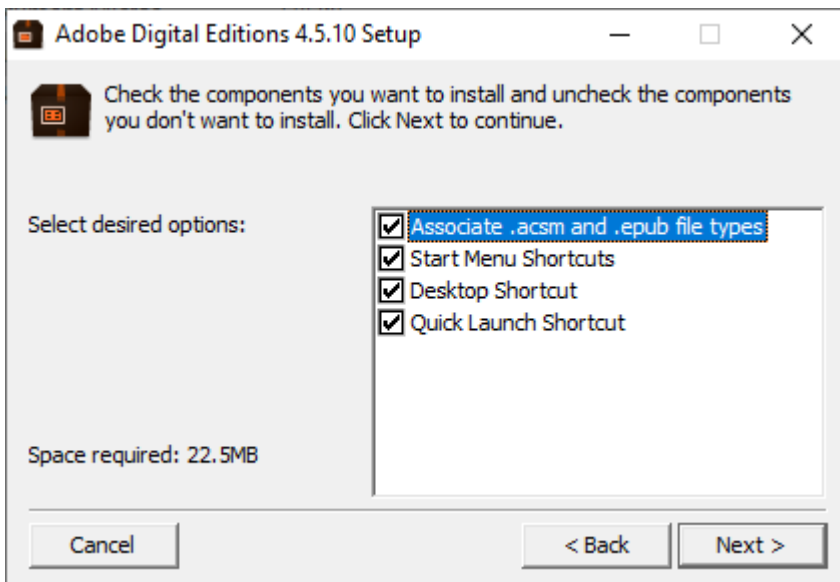 Adobe Digital Editions 4.5.10 Setup
Check the components you want to install and uncheck the components
you don't want to install. Click Next to continue.
Select desired options:
Associate .acsm and .epub file types
Start Menu Shortcuts
Desktop Shortcut
Quick Launch Shortcut
Space required: 22.5MB
Cancel
< Back
Next >